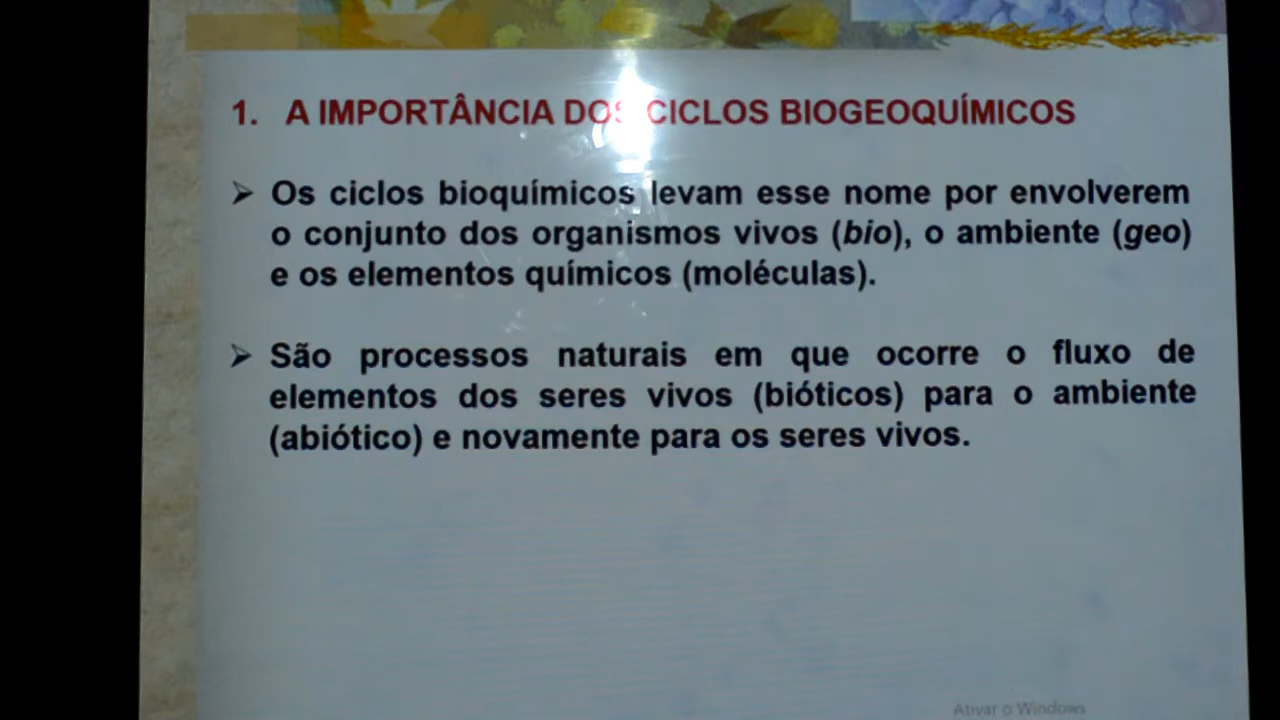 1. A IMPORTÂNCIA DOS CICLOS BIOGEOQUÍMICOS
➢ Os ciclos bioquímicos levam esse nome por envolverem
o conjunto dos organismos vivos (bio), o ambiente (geo)
e os elementos químicos (moléculas).
➢ São processos naturais em que ocorre o fluxo de
elementos dos seres vivos (bióticos) para o ambiente
(abiótico) e novamente para os seres vivos.
Ativar o Windows